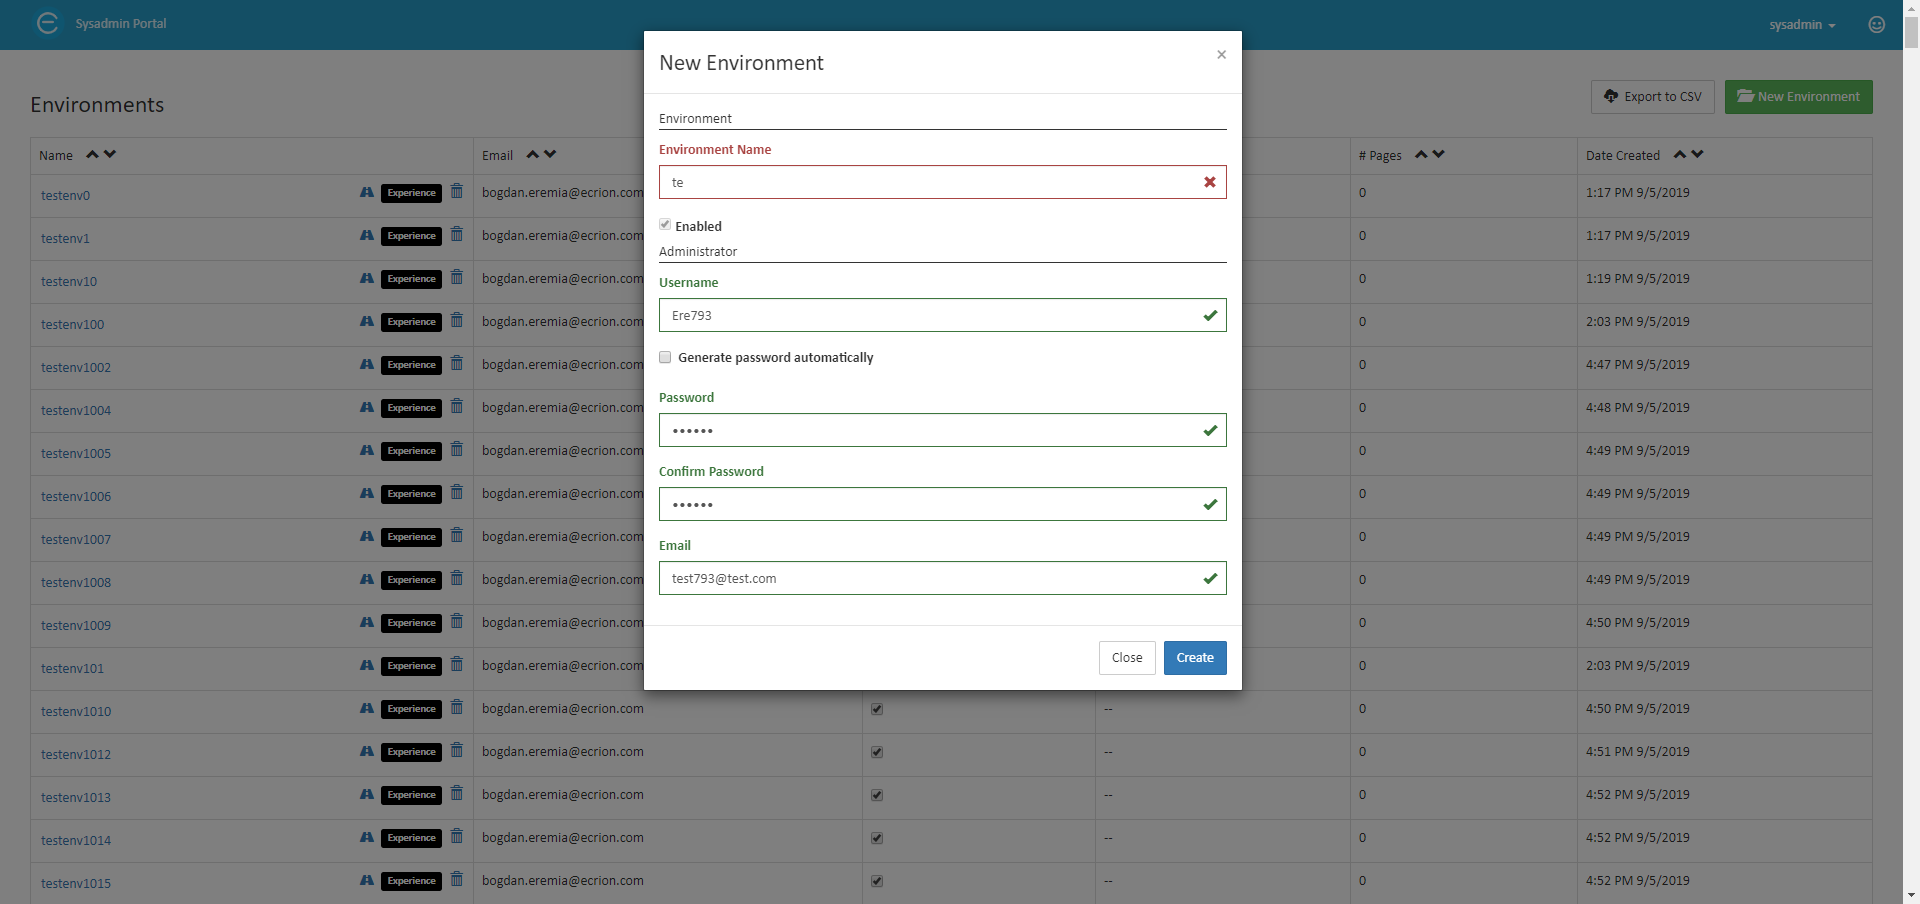 Sysadmin Portal
sysadmin
New Environment
×
Environments
Export to CSV
New Environment
Environment
Environment Name
te
Enabled
Administrator
Username
Ere793
Generate password automatically
Password
••••••
Confirm Password
••••••
Email
test793@test.com
Close
Create
Name Email # Pages Date Created
testenv0 Experience bogdan.eremia@ecrion.com 0 1:17 PM 9/5/2019
testenv1 Experience bogdan.eremia@ecrion.com 0 1:17 PM 9/5/2019
testenv10 Experience bogdan.eremia@ecrion.com 0 1:19 PM 9/5/2019
testenv100 Experience bogdan.eremia@ecrion.com 0 2:03 PM 9/5/2019
testenv1002 Experience bogdan.eremia@ecrion.com 0 4:47 PM 9/5/2019
testenv1004 Experience bogdan.eremia@ecrion.com 0 4:48 PM 9/5/2019
testenv1005 Experience bogdan.eremia@ecrion.com 0 4:49 PM 9/5/2019
testenv1006 Experience bogdan.eremia@ecrion.com 0 4:49 PM 9/5/2019
testenv1007 Experience bogdan.eremia@ecrion.com 0 4:49 PM 9/5/2019
testenv1008 Experience bogdan.eremia@ecrion.com 0 4:49 PM 9/5/2019
testenv1009 Experience bogdan.eremia@ecrion.com 0 4:50 PM 9/5/2019
testenv101 Experience bogdan.eremia@ecrion.com 0 2:03 PM 9/5/2019
testenv1010 Experience bogdan.eremia@ecrion.com -- 0 4:50 PM 9/5/2019
testenv1012 Experience bogdan.eremia@ecrion.com -- 0 4:51 PM 9/5/2019
testenv1013 Experience bogdan.eremia@ecrion.com -- 0 4:52 PM 9/5/2019
testenv1014 Experience bogdan.eremia@ecrion.com -- 0 4:52 PM 9/5/2019
testenv1015 Experience bogdan.eremia@ecrion.com -- 0 4:52 PM 9/5/2019